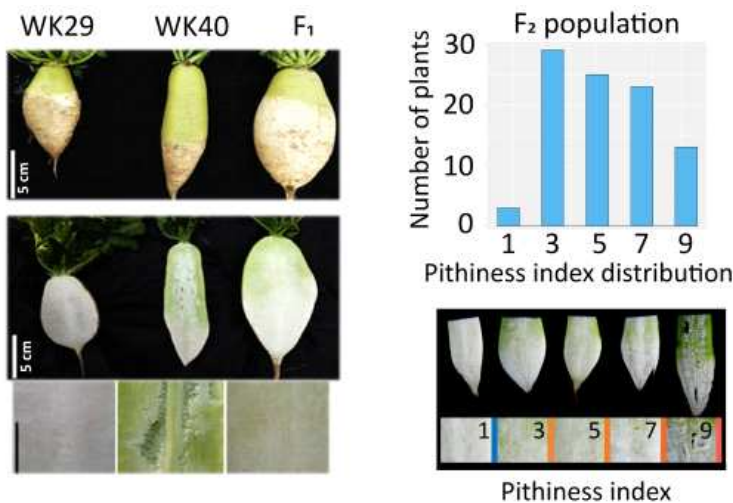 WK29 WK40 F₁
5 cm
5 cm
F₂ population
Number of plants
30
20
10
0
1 3 5 7 9
Pithiness index distribution
1 3 5 7 9
Pithiness index